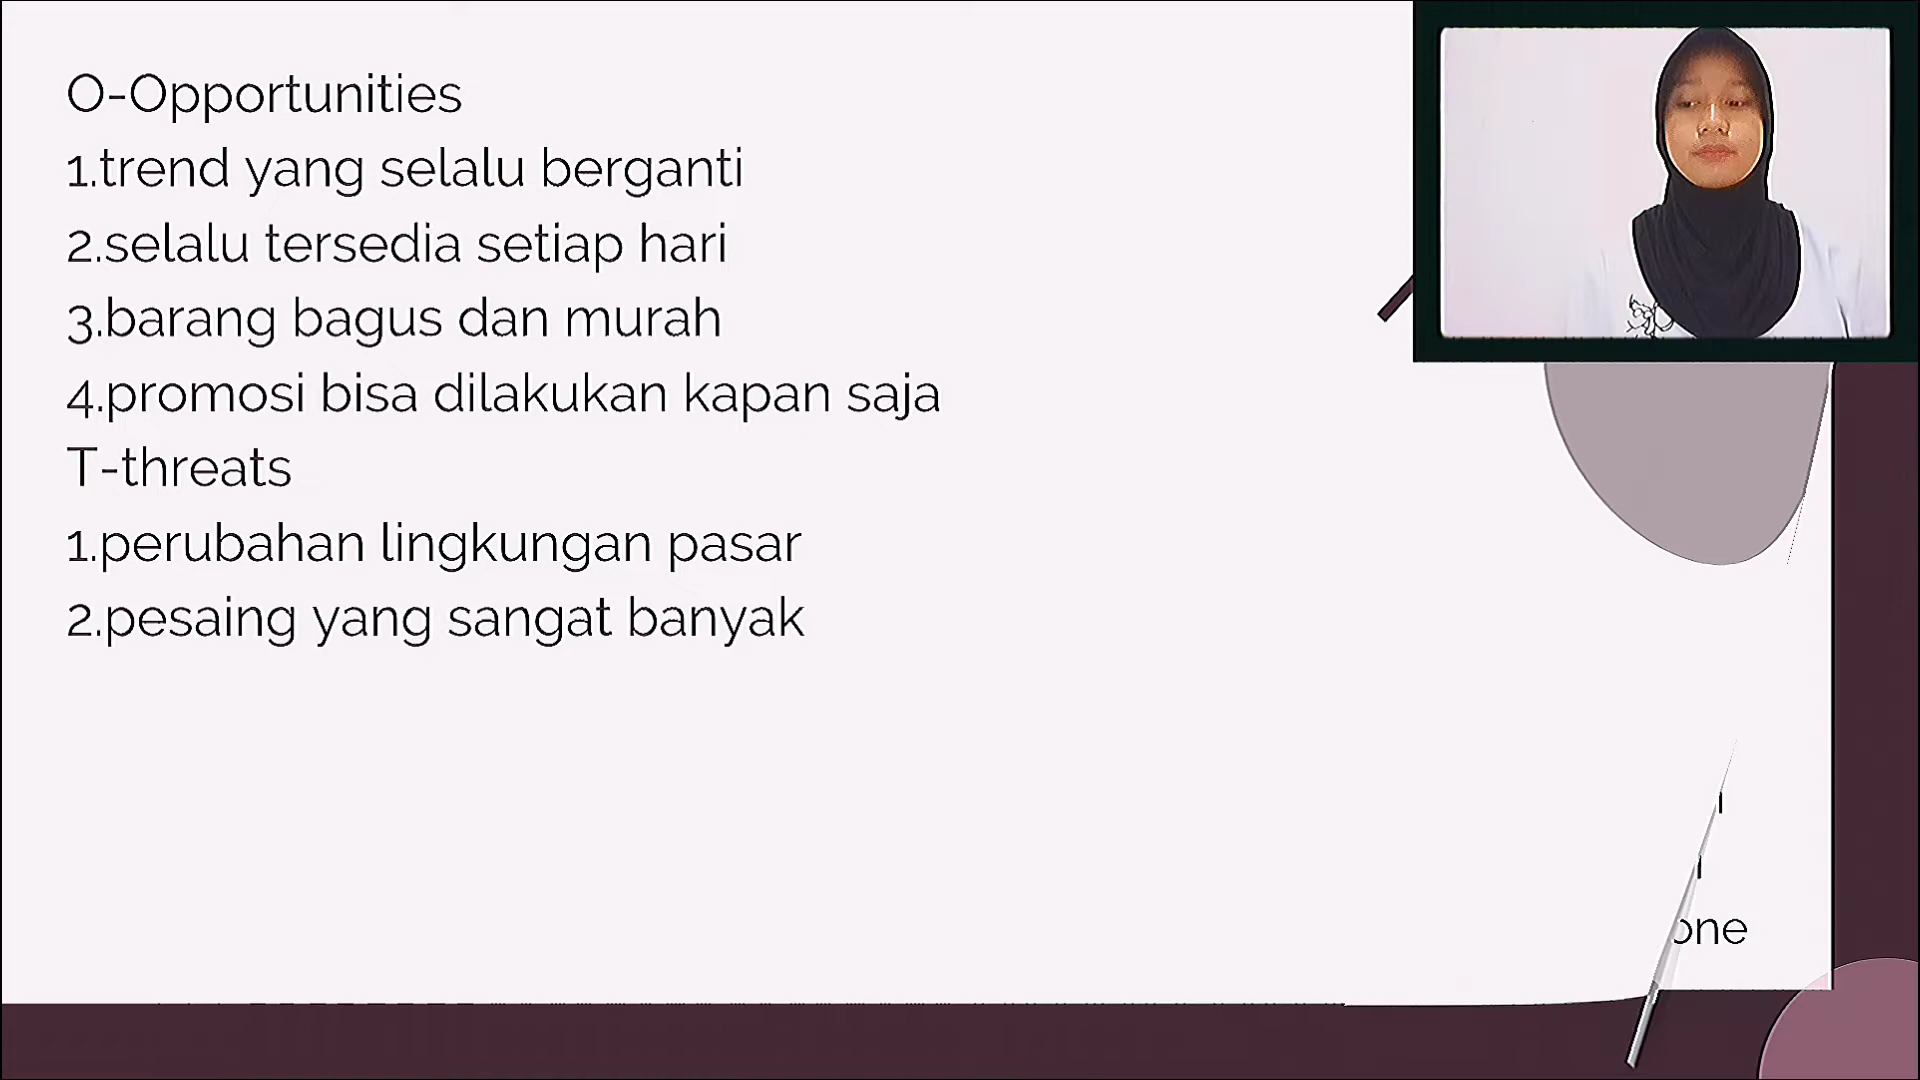 O-Opportunities
1.trend yang selalu berganti
2.selalu tersedia setiap hari
3.barang bagus dan murah
4.promosi bisa dilakukan kapan saja
T-threats
1.perubahan lingkungan pasar
2.pesaing yang sangat banyak